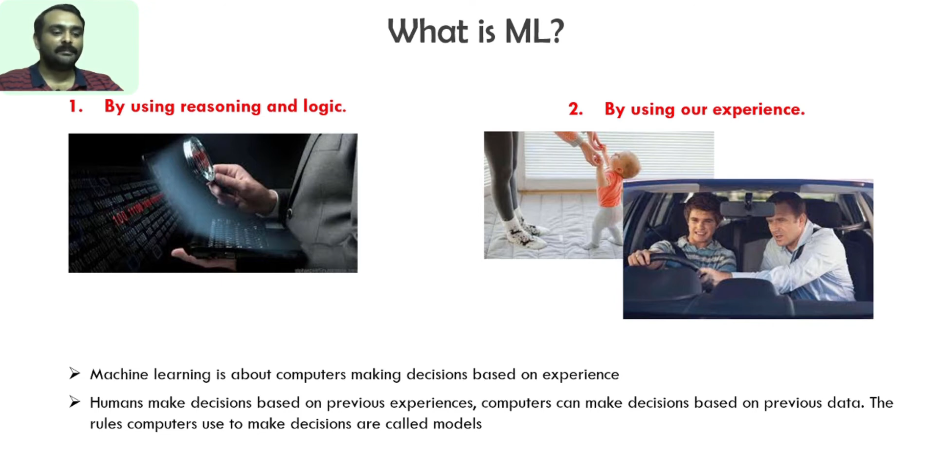 What is ML?
1. By using reasoning and logic.
2. By using our experience.
➢ Machine learning is about computers making decisions based on experience
➢ Humans make decisions based on previous experiences, computers can make decisions based on previous data. The
rules computers use to make decisions are called models